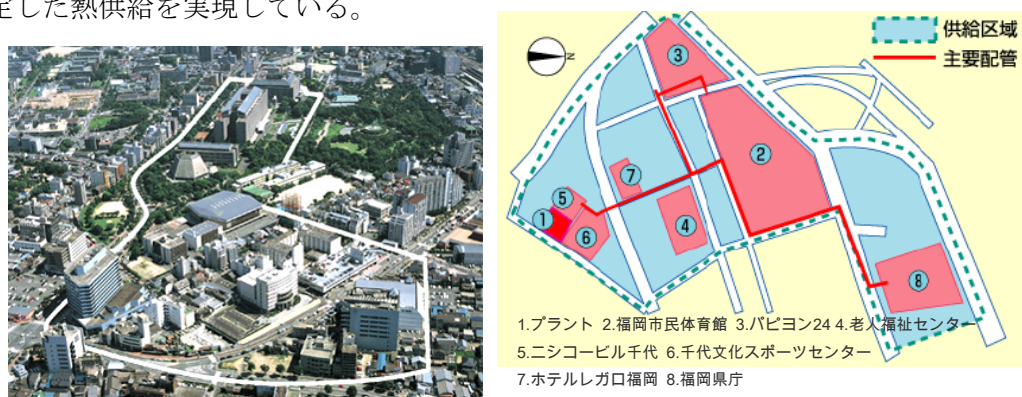 定した熱供給を実現している。
供給区域
主要配管
N
3
2
7
5
1
6
4
8
1.プラント 2.福岡市民体育館 3.パピヨン24 4.老人福祉センター
5.ニシコービル千代 6.千代文化スポーツセンター
7.ホテルレガロ福岡 8.福岡県庁